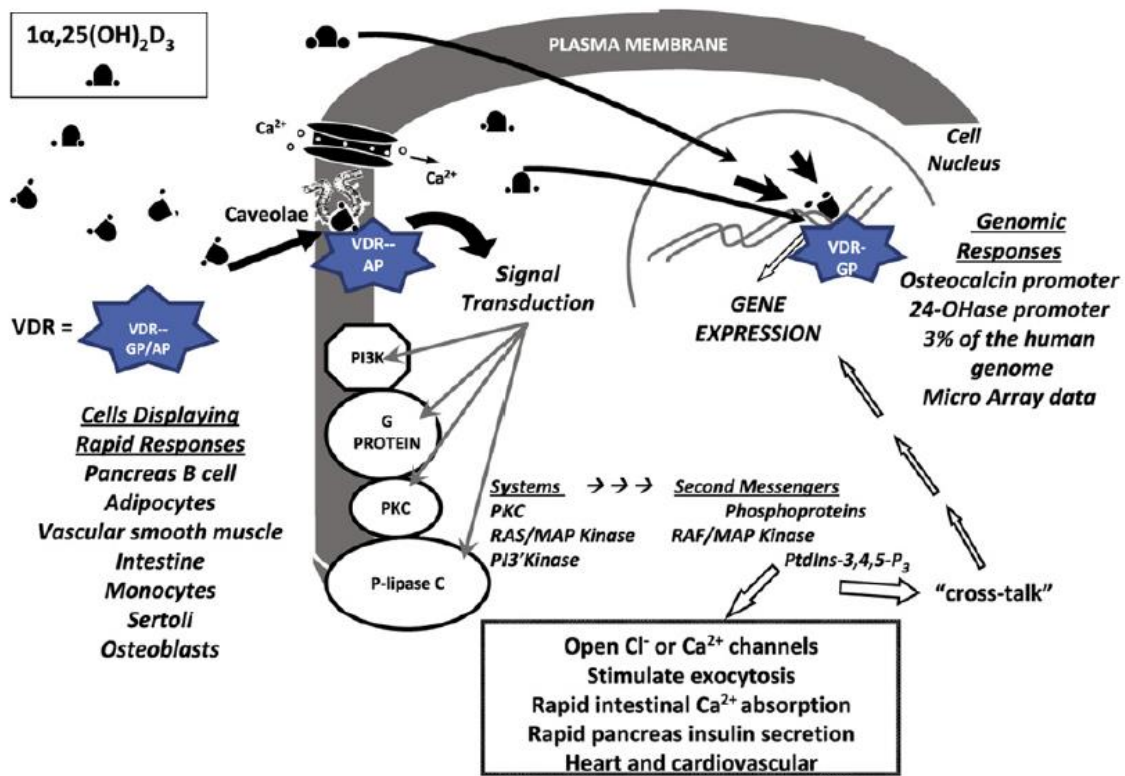 1α,25(OH)₂D₃
PLASMA MEMBRANE
Ca²⁺
Ca²⁺
Caveolae
VDR--
AP
Signal
Transduction
VDR =
VDR--
GP/AP
Cell
Nucleus
VDR-
GP
GENE
EXPRESSION
Genomic
Responses
Osteocalcin promoter
24-OHase promoter
3% of the human
genome
Micro Array data
Cells Displaying
Rapid Responses
Pancreas B cell
Adipocytes
Vascular smooth muscle
Intestine
Monocytes
Sertoli
Osteoblasts
PI3K
G
PROTEIN
PKC
P-lipase C
Systems → → → Second Messengers
PKC Phosphoproteins
RAS/MAP Kinase RAF/MAP Kinase
PI3'Kinase PtdIns-3,4,5-P₃
“cross-talk”
Open Cl⁻ or Ca²⁺ channels
Stimulate exocytosis
Rapid intestinal Ca²⁺ absorption
Rapid pancreas insulin secretion
Heart and cardiovascular